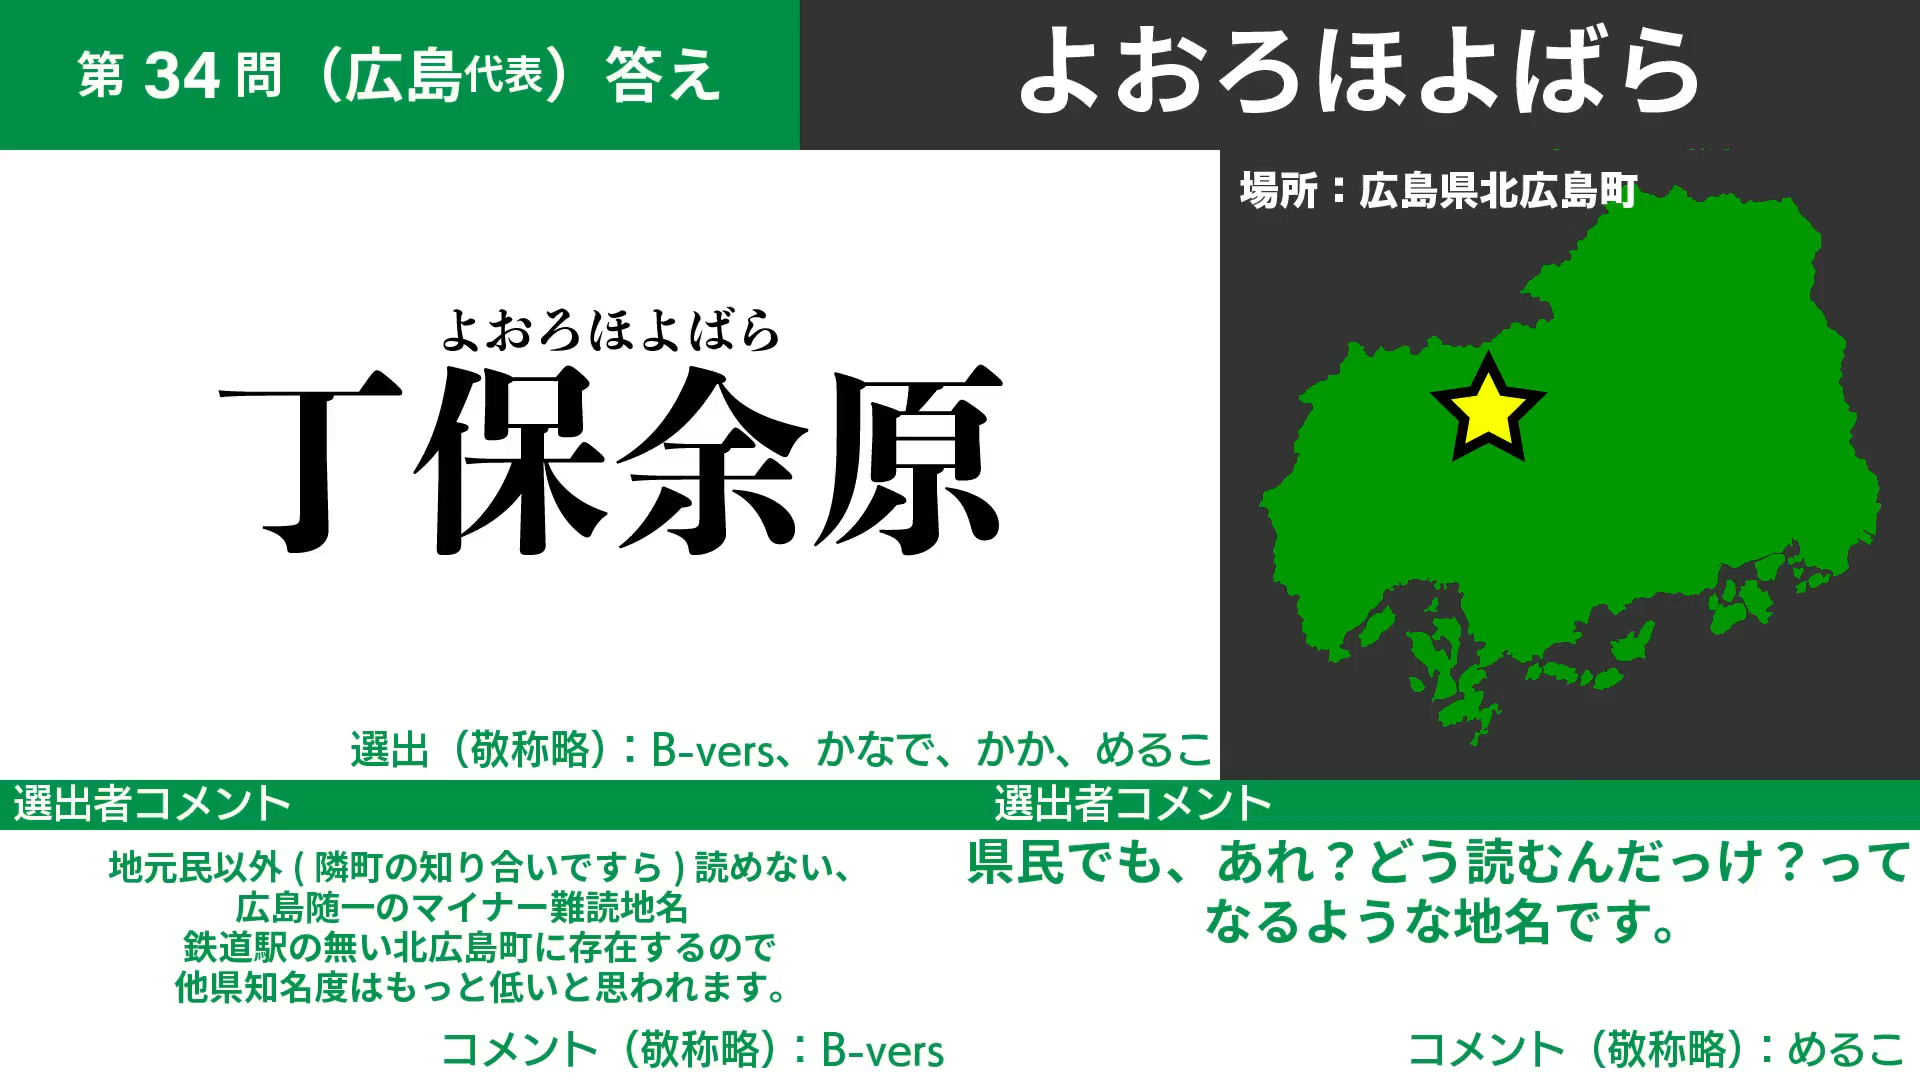 第34問（広島代表）答え
よおろほよばら
場所：広島県北広島町
よおろほよばら
丁保余原
選出（敬称略）：B-vers、かなで、かか、めるこ
選出者コメント
地元民以外(隣町の知り合いですら)読めない、
広島随一のマイナー難読地名
鉄道駅の無い北広島町に存在するので
他県知名度はもっと低いと思われます。
コメント（敬称略）：B-vers
選出者コメント
県民でも、あれ？どう読むんだっけ？って
なるような地名です。
コメント（敬称略）：めるこ